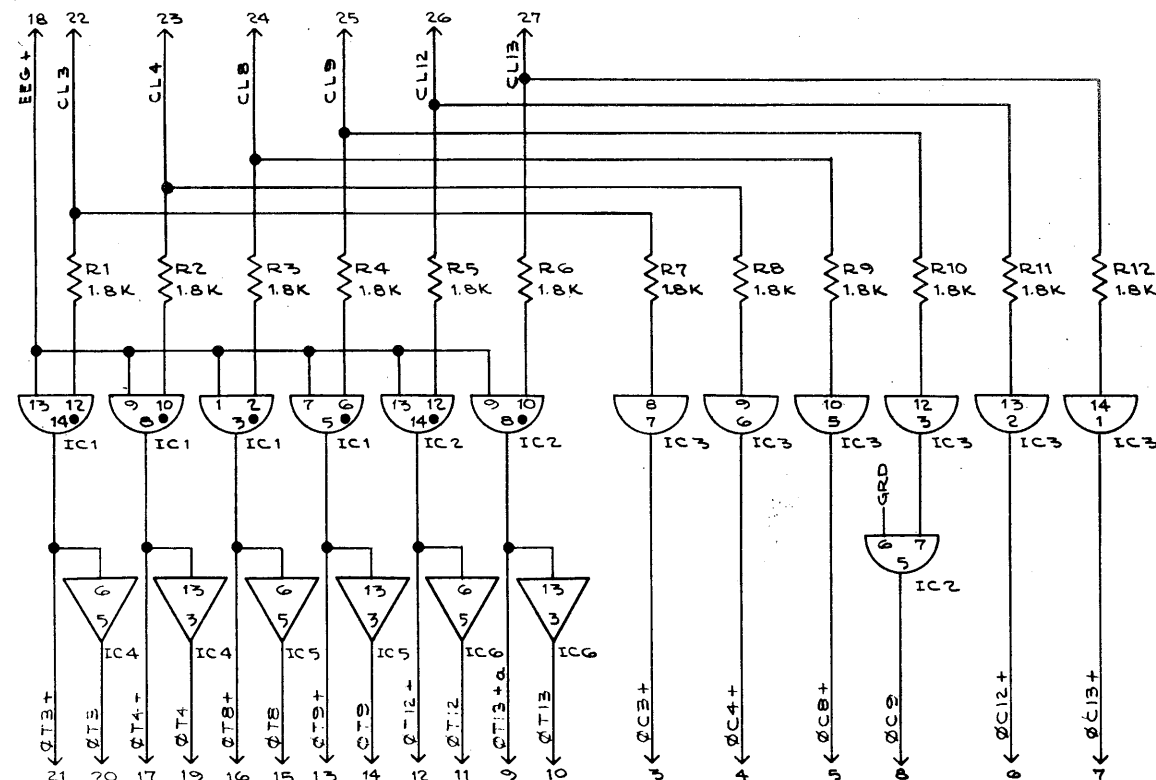 18 22 23 24 25 26 27
EEG+ CL3 CL4 CL8 CL9 CL12 CL13
R1 R2 R3 R4 R5 R6 R7 R8 R9 R10 R11 R12
1.8K 1.8K 1.8K 1.8K 1.8K 1.8K 1.8K 1.8K 1.8K 1.8K 1.8K 1.8K
13 12 9 10 1 2 7 6 13 12 9 10 8 9 10 12 13 14
14 8 3 5 14 8 7 6 5 3 2 1
IC1 IC1 IC1 IC1 IC2 IC2 IC3 IC3 IC3 IC3 IC3 IC3
GRD
6 7
5
IC2
6 13 6 13 6 13
5 3 5 3 5 3
IC4 IC4 IC5 IC5 IC6 IC6
ØT3+ ØT3 ØT4+ ØT4 ØT8+ ØT8 ØT9+ ØT9 ØT12+ ØT12 ØT13+a ØT13 ØC3+ ØC4+ ØC8+ ØC9 ØC12+ ØC13+
21 20 17 19 16 15 13 14 12 11 9 10 3 4 5 8 6 7